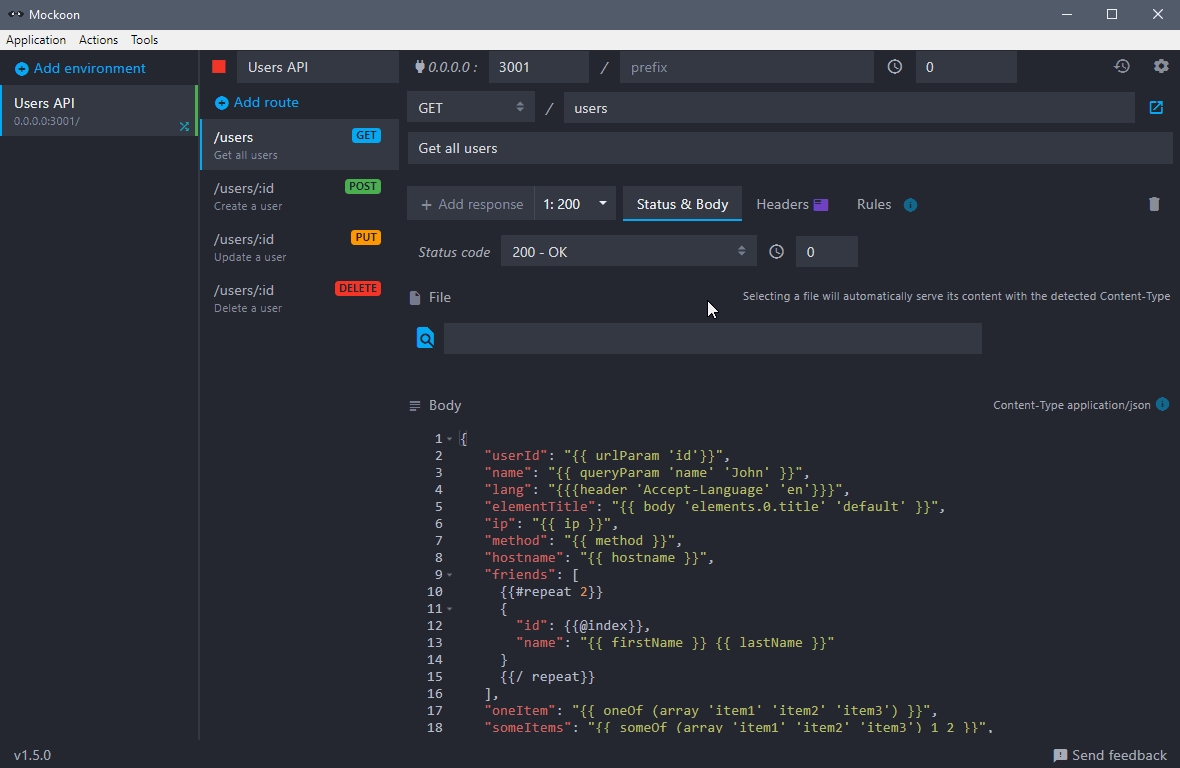 Mockoon
Application Actions Tools
Add environment
Users API
0.0.0.0:3001/
Users API
0.0.0.0 :
3001
/
prefix
0
Add route
/users
GET
Get all users
/users/:id
POST
Create a user
/users/:id
PUT
Update a user
/users/:id
DELETE
Delete a user
GET
/
users
Get all users
+ Add response
1: 200
Status & Body
Headers
Rules
Status code
200 - OK
0
File
Selecting a file will automatically serve its content with the detected Content-Type
Body
Content-Type application/json
1 {
2 "userId": "{{ urlParam 'id'}}",
3 "name": "{{ queryParam 'name' 'John' }}",
4 "lang": "{{{header 'Accept-Language' 'en'}}}",
5 "elementTitle": "{{ body 'elements.0.title' 'default' }}",
6 "ip": "{{ ip }}",
7 "method": "{{ method }}",
8 "hostname": "{{ hostname }}",
9 "friends": [
10 {{#repeat 2}}
11 {
12 "id": {{@index}},
13 "name": "{{ firstName }} {{ lastName }}"
14 }
15 {{/ repeat}}
16 ],
17 "oneItem": "{{ oneOf (array 'item1' 'item2' 'item3') }}",
18 "someItems": "{{ someOf (array 'item1' 'item2' 'item3') 1 2 }}",
v1.5.0
Send feedback